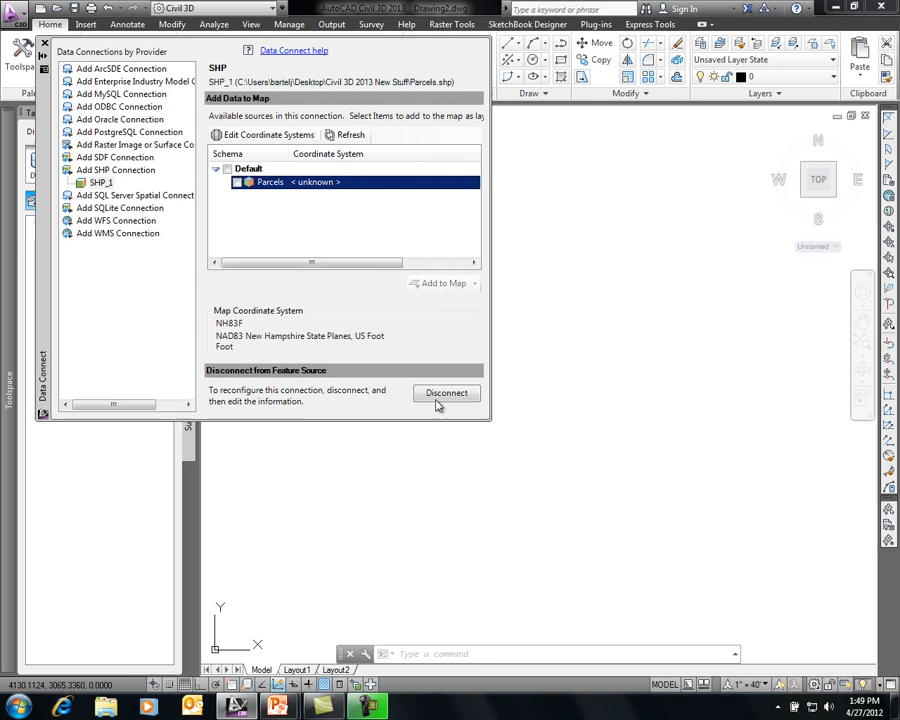 C3D
Civil 3D
AutoCAD Civil 3D 2013 Drawing2.dwg
Type a keyword or phrase
Sign In
Home Insert Annotate Modify Analyze View Manage Output Survey Raster Tools SketchBook Designer Plug-ins Express Tools
Toolspa
Data Connections by Provider
Add ArcSDE Connection
Add Enterprise Industry Model C
Add MySQL Connection
Add ODBC Connection
Add Oracle Connection
Add PostgreSQL Connection
Add Raster Image or Surface Co
Add SDF Connection
Add SHP Connection
SHP_1
Add SQL Server Spatial Connect
Add SQLite Connection
Add WFS Connection
Add WMS Connection
Data Connect
Toolspace
Data Connect help
SHP
SHP_1 (C:\Users\bartelj\Desktop\Civil 3D 2013 New Stuff\Parcels.shp)
Add Data to Map
Available sources in this connection. Select Items to add to the map as lay
Edit Coordinate Systems Refresh
Schema Coordinate System
Default
Parcels < unknown >
Add to Map
Map Coordinate System
NH83F
NAD83 New Hampshire State Planes, US Foot
Foot
Disconnect from Feature Source
To reconfigure this connection, disconnect, and
then edit the information.
Disconnect
Move
Copy
Draw
Modify
Unsaved Layer State
0
Layers
Paste
Clipboard
N
W TOP E
S
Unnamed
Y
X
Type a command
Model Layout1 Layout2
4130.1124, 3065.3360, 0.0000
MODEL
1" = 40'
1:49 PM
4/27/2012